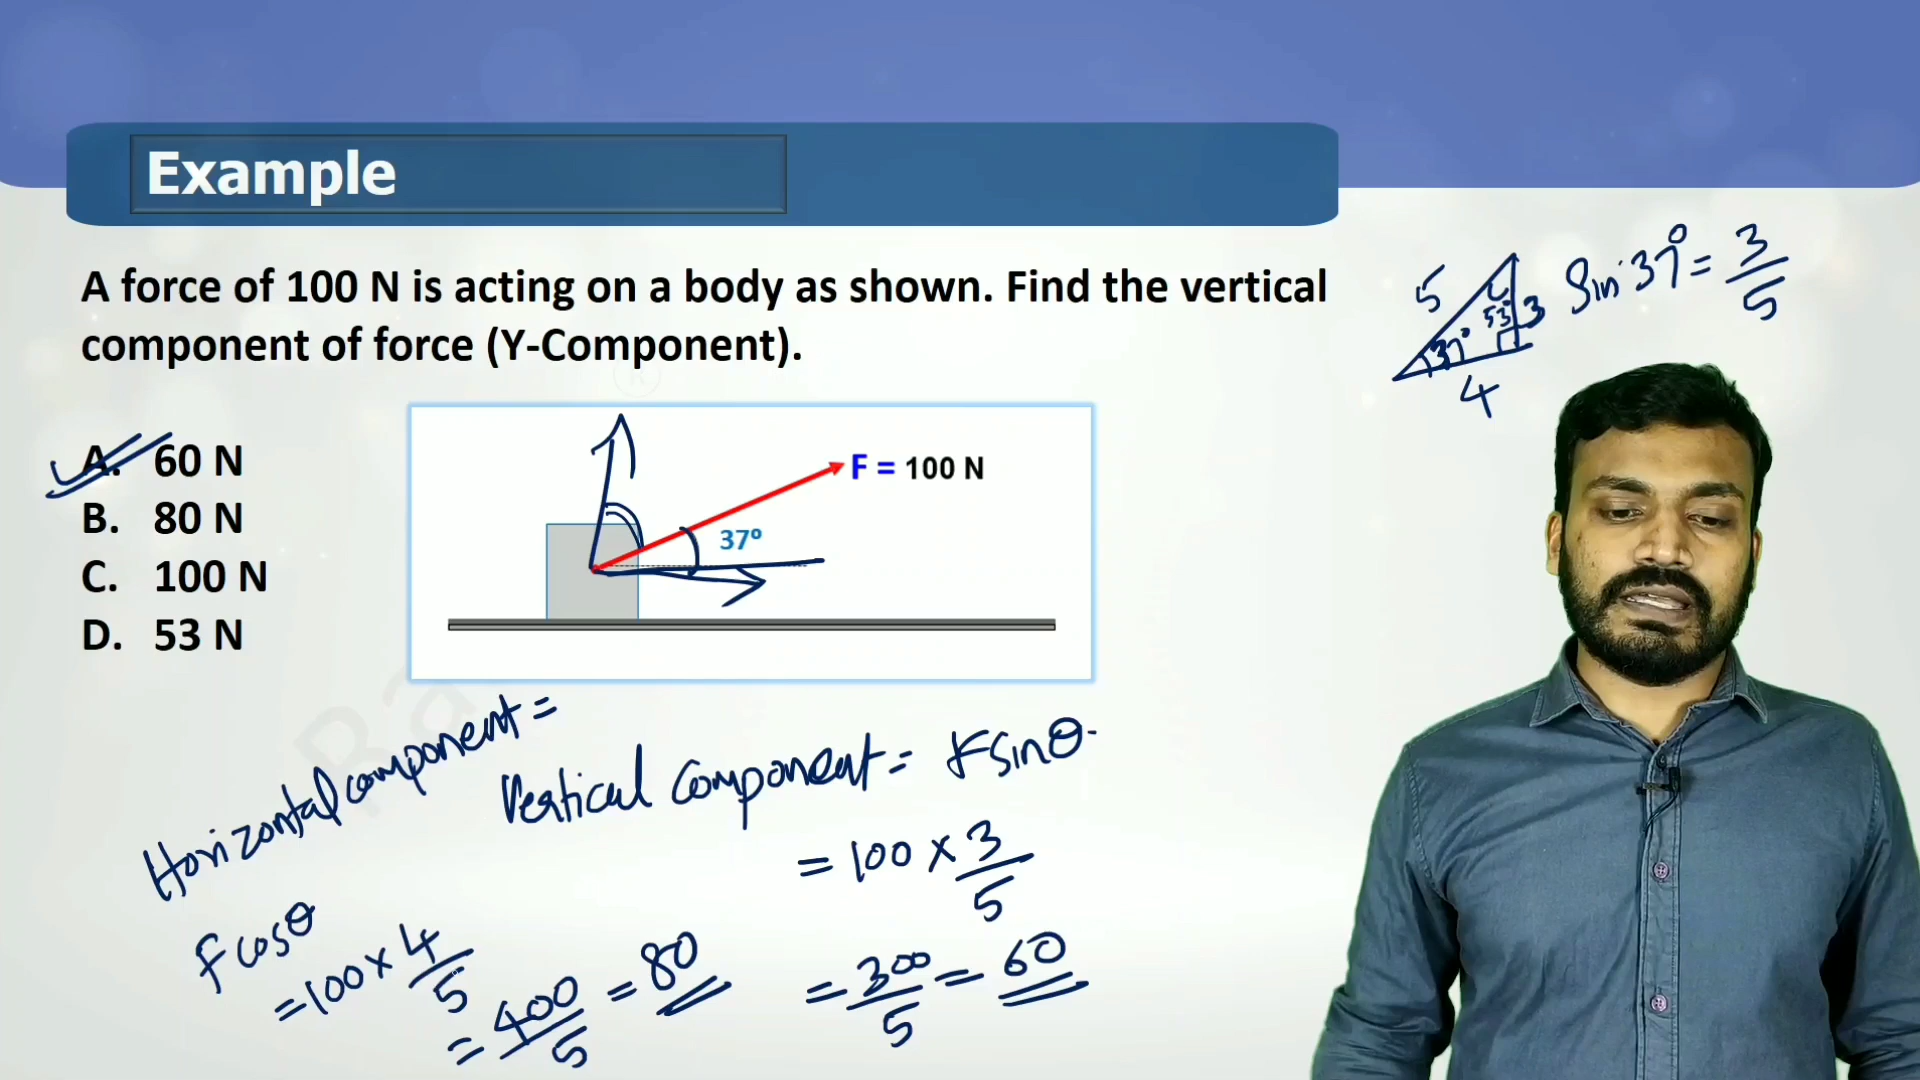 Example
A force of 100 N is acting on a body as shown. Find the vertical
component of force (Y-Component).
A. 60 N
B. 80 N
C. 100 N
D. 53 N
F = 100 N
37º
5
53
3
37°
4
Sin 37° = 3/5
Horizontal component =
F cosθ
= 100 × 4/5
= 400/5 = 80
Vertical component = F sinθ
= 100 × 3/5
= 300/5 = 60
Ra